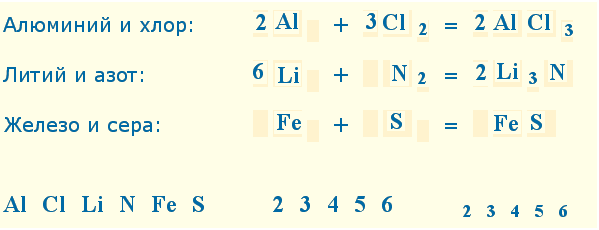 Алюминий и хлор: 2 Al + 3 Cl 2 = 2 Al Cl 3
Литий и азот: 6 Li + N 2 = 2 Li 3 N
Железо и сера: Fe + S = Fe S
Al Cl Li N Fe S 2 3 4 5 6 2 3 4 5 6